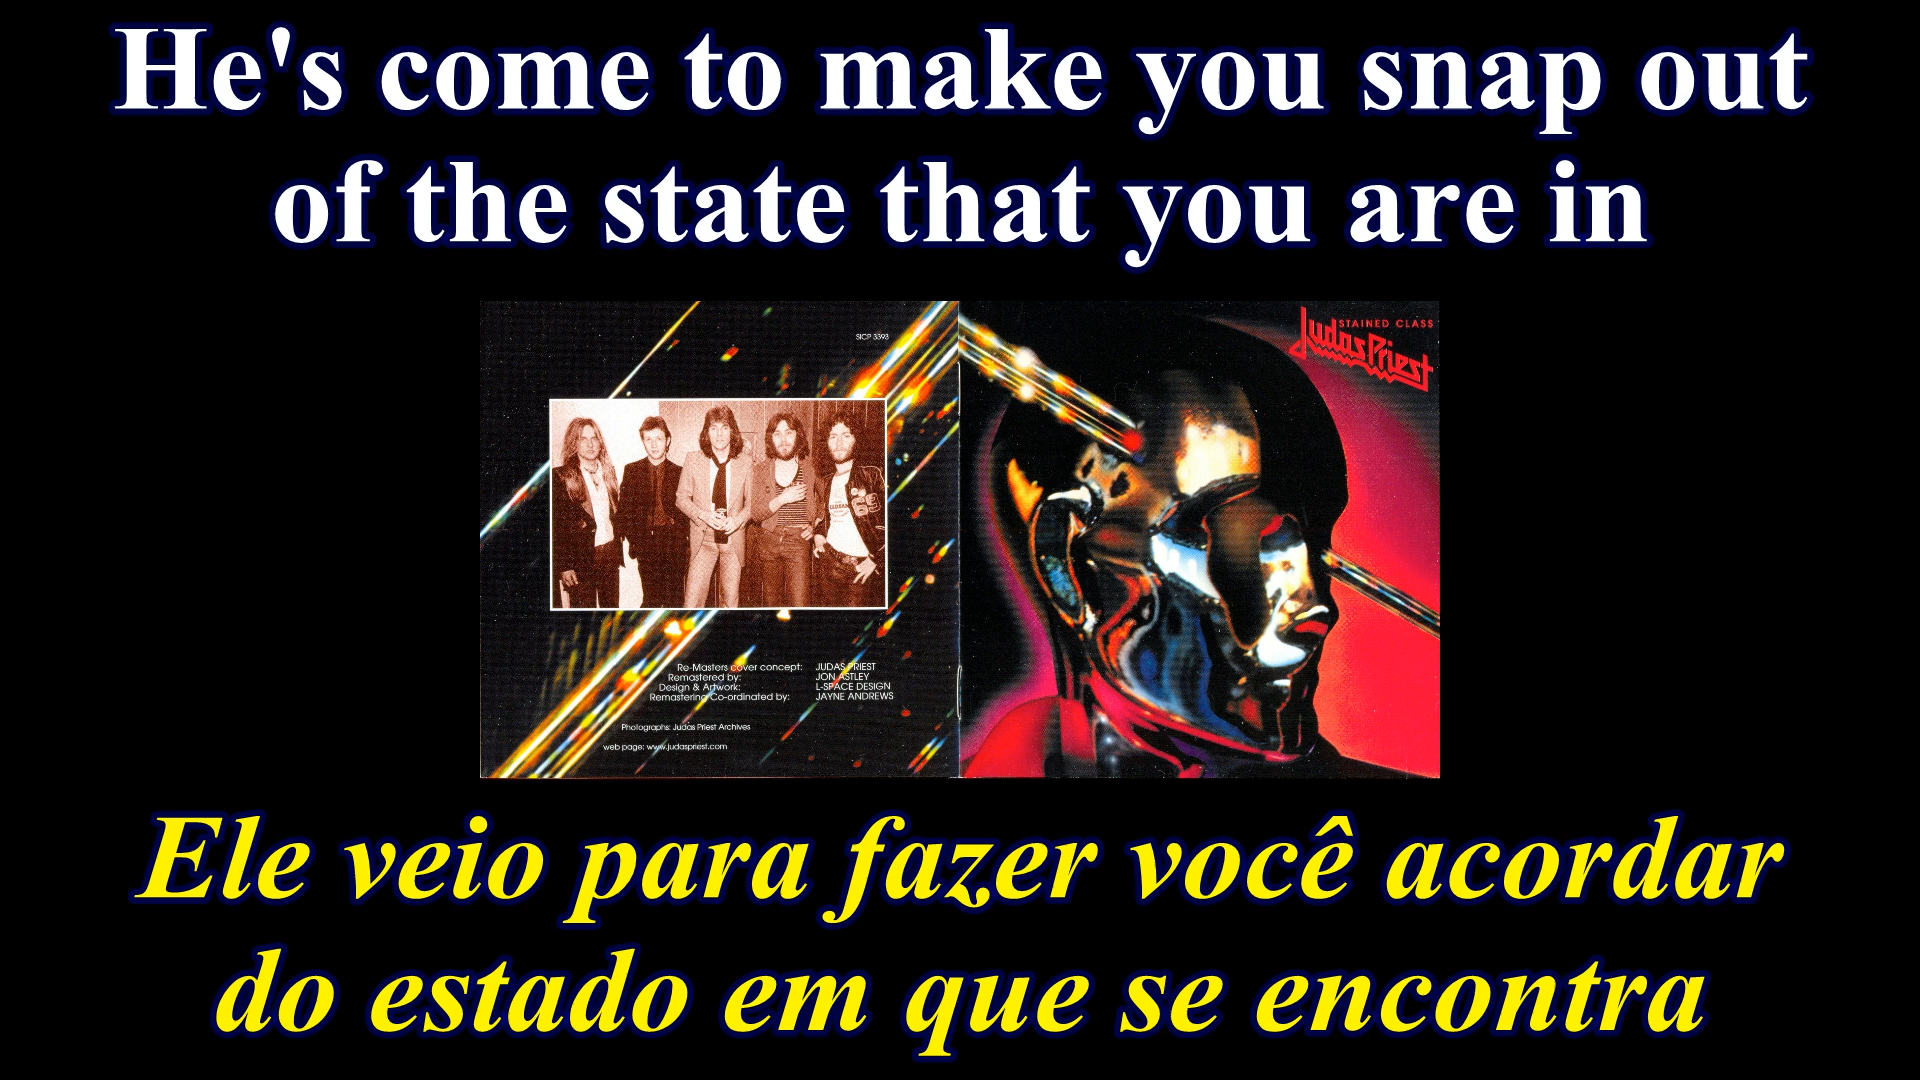 He's come to make you snap out
of the state that you are in
SICP 3393
STAINED CLASS
Judas Priest
Re-Masters cover concept: JUDAS PRIEST
Remastered by: JON ASTLEY
Design & Artwork: L-SPACE DESIGN
Remastering Co-ordinated by: JAYNE ANDREWS
Photographs: Judas Priest Archives
web page: www.judaspriest.com
Ele veio para fazer você acordar
do estado em que se encontra